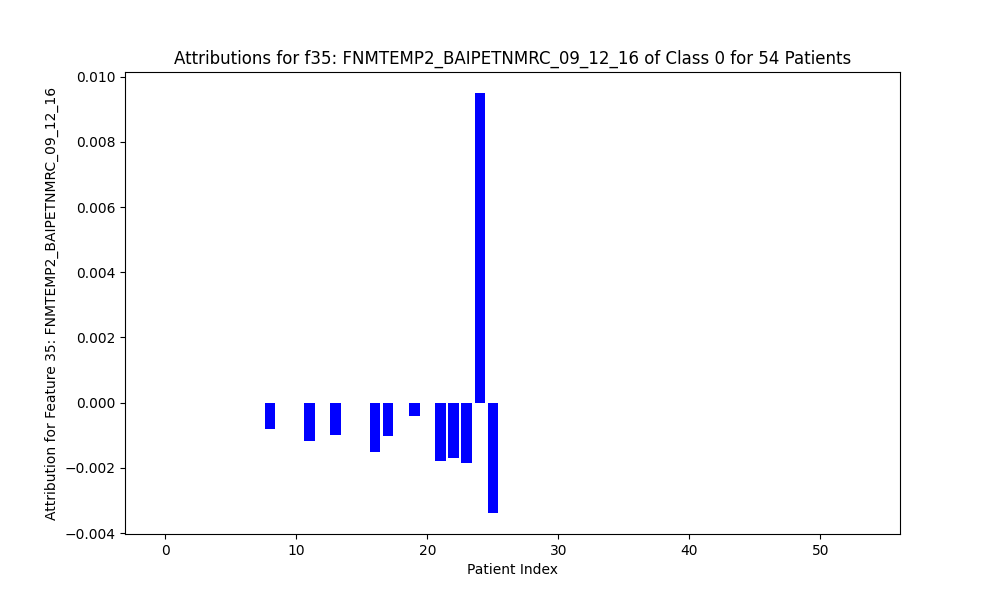 Attributions for f35: FNMTEMP2_BAIPETNMRC_09_12_16 of Class 0 for 54 Patients
Attribution for Feature 35: FNMTEMP2_BAIPETNMRC_09_12_16
0.010
0.008
0.006
0.004
0.002
0.000
−0.002
−0.004
0 10 20 30 40 50
Patient Index